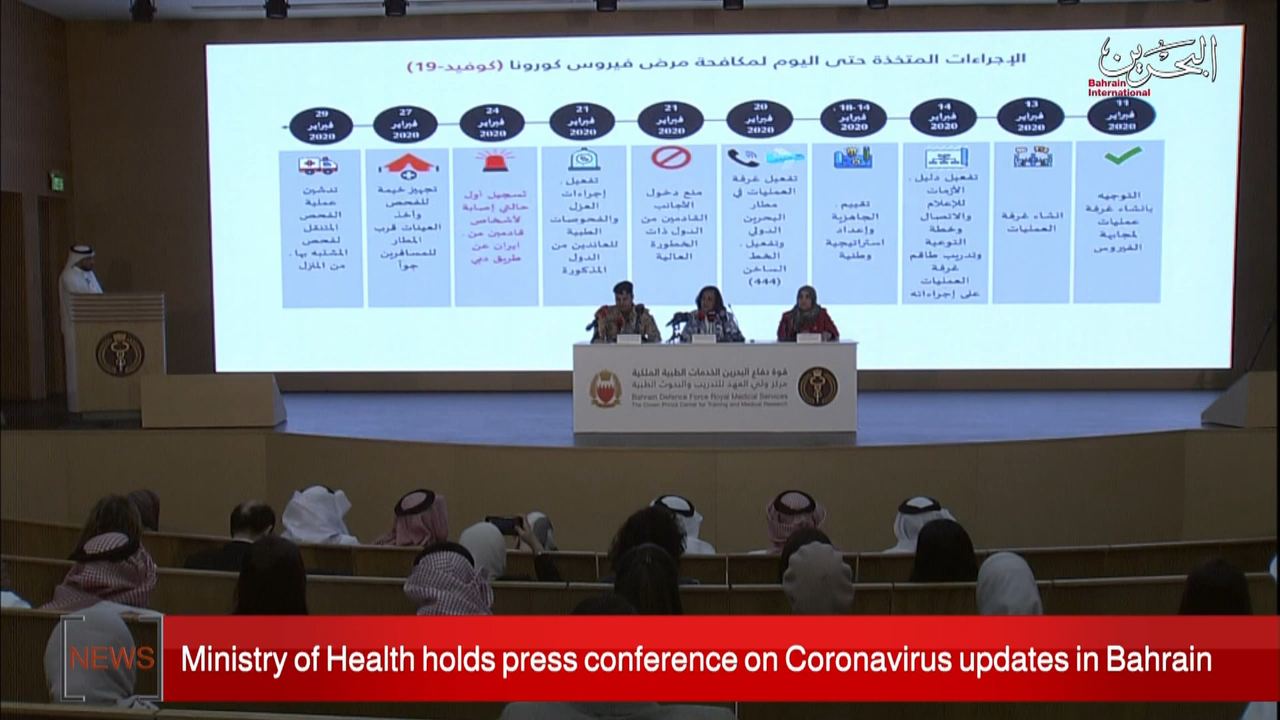 الإجراءات المتخذة حتى اليوم لمكافحة مرض فيروس كورونا (كوفيد-19)
البحرين
Bahrain
International
11
فبراير
2020
التوجيه
بانشاء غرفة
عمليات
لمجابهة
الفيروس
13
فبراير
2020
انشاء غرفة
العمليات
14
فبراير
2020
تفعيل دليل
الأزمات
للإعلام
والاتصال
وخطة
التوعية
وتدريب طاقم
غرفة
العمليات
على إجراءاته
18-14
فبراير
2020
تقييم
الجاهزية
وإعداد
استراتيجية
وطنية
20
فبراير
2020
تفعيل غرفة
العمليات في
مطار
البحرين
الدولي
وتفعيل
الخط
الساخن
(444)
21
فبراير
2020
منع دخول
الأجانب
القادمين من
الدول ذات
الخطورة
العالية
21
فبراير
2020
تفعيل
إجراءات
العزل
والفحوصات
الطبية
للعائدين من
الدول
المذكورة
24
فبراير
2020
تسجيل أول
حالتي إصابة
لأشخاص
قادمين من
ايران عن
طريق دبي
27
فبراير
2020
تجهيز خيمة
للفحص
وأخذ
العينات قرب
المطار
للمسافرين
جواً
29
فبراير
2020
تدشين
عملية
الفحص
المتنقل
لفحص
المشتبه بها
من المنزل
قوة دفاع البحرين الخدمات الطبية الملكية
مركز ولي العهد للتدريب والبحوث الطبية
Bahrain Defence Force Royal Medical Services
The Crown Prince Center for Training and Medical Research
NEWS
Ministry of Health holds press conference on Coronavirus updates in Bahrain